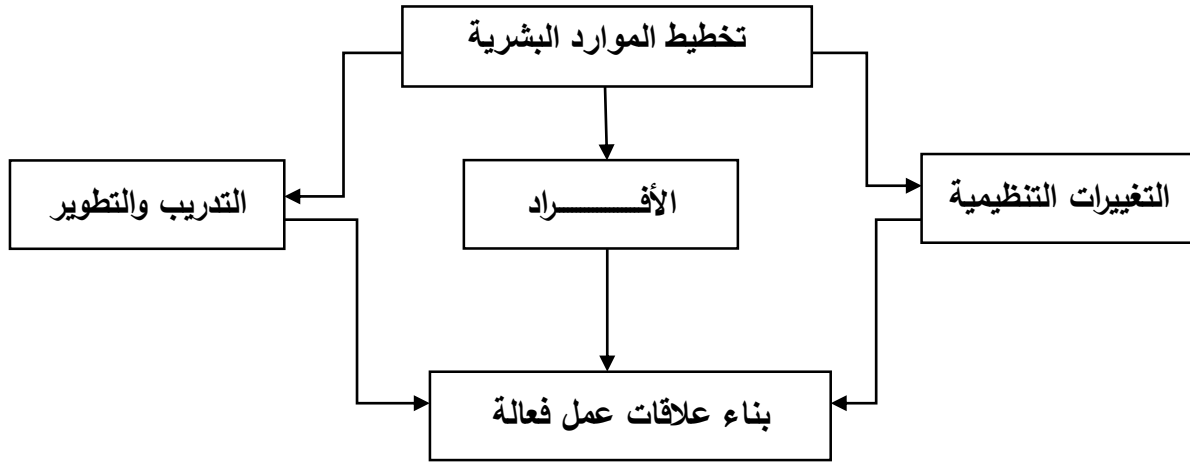 تخطيط الموارد البشرية
التغييرات التنظيمية
الأفـــــــراد
التدريب والتطوير
بناء علاقات عمل فعالة